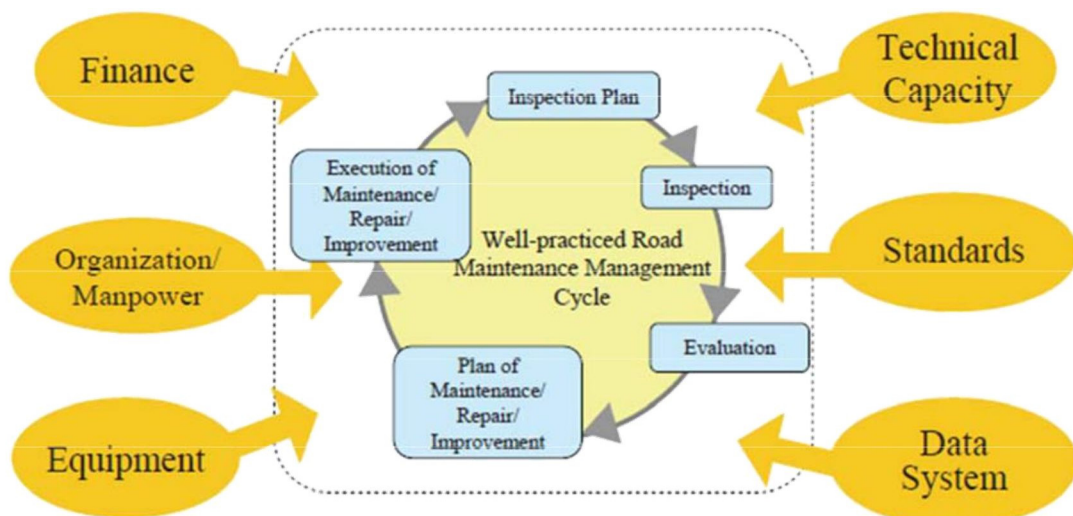 Finance
Technical
Capacity
Inspection Plan
Execution of
Maintenance/
Repair/
Improvement
Inspection
Organization/
Manpower
Well-practiced Road
Maintenance Management
Cycle
Standards
Evaluation
Plan of
Maintenance/
Repair/
Improvement
Equipment
Data
System